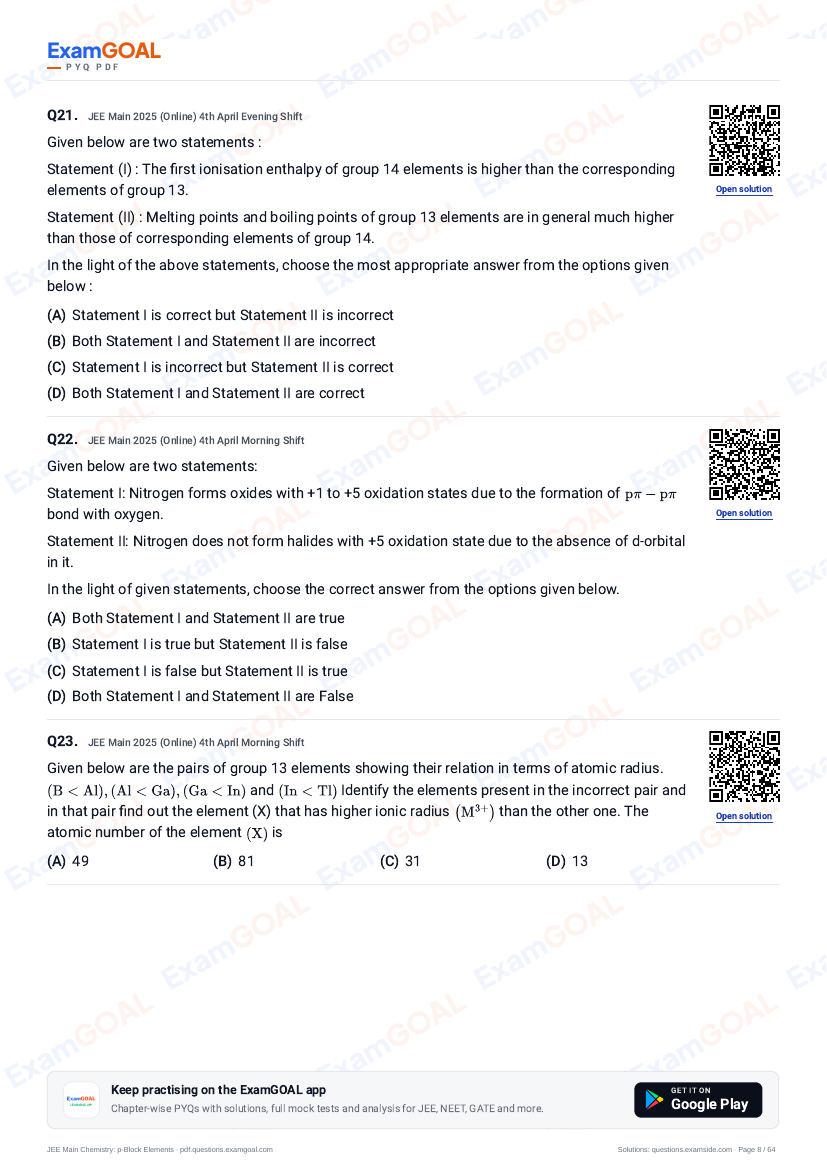 ExamGOAL
PYQ PDF
Q21. JEE Main 2025 (Online) 4th April Evening Shift
Given below are two statements :
Statement (I) : The first ionisation enthalpy of group 14 elements is higher than the corresponding
elements of group 13.
Statement (II) : Melting points and boiling points of group 13 elements are in general much higher
than those of corresponding elements of group 14.
In the light of the above statements, choose the most appropriate answer from the options given
below :
(A) Statement I is correct but Statement II is incorrect
(B) Both Statement I and Statement II are incorrect
(C) Statement I is incorrect but Statement II is correct
(D) Both Statement I and Statement II are correct
Open solution
Q22. JEE Main 2025 (Online) 4th April Morning Shift
Given below are two statements:
Statement I: Nitrogen forms oxides with +1 to +5 oxidation states due to the formation of pπ − pπ
bond with oxygen.
Statement II: Nitrogen does not form halides with +5 oxidation state due to the absence of d-orbital
in it.
In the light of given statements, choose the correct answer from the options given below.
(A) Both Statement I and Statement II are true
(B) Statement I is true but Statement II is false
(C) Statement I is false but Statement II is true
(D) Both Statement I and Statement II are False
Open solution
Q23. JEE Main 2025 (Online) 4th April Morning Shift
Given below are the pairs of group 13 elements showing their relation in terms of atomic radius.
(B < Al), (Al < Ga), (Ga < In) and (In < Tl) Identify the elements present in the incorrect pair and
in that pair find out the element (X) that has higher ionic radius (M³⁺) than the other one. The
atomic number of the element (X) is
(A) 49 (B) 81 (C) 31 (D) 13
Open solution
ExamGOAL
Keep practising on the ExamGOAL app
Chapter-wise PYQs with solutions, full mock tests and analysis for JEE, NEET, GATE and more.
GET IT ON
Google Play
JEE Main Chemistry: p-Block Elements · pdf.questions.examgoal.com
Solutions: questions.examside.com · Page 8 / 64